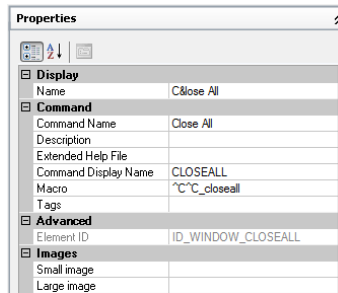 Properties
Display
Name C&lose All
Command
Command Name Close All
Description
Extended Help File
Command Display Name CLOSEALL
Macro ^C^C_closeall
Tags
Advanced
Element ID ID_WINDOW_CLOSEALL
Images
Small image
Large image